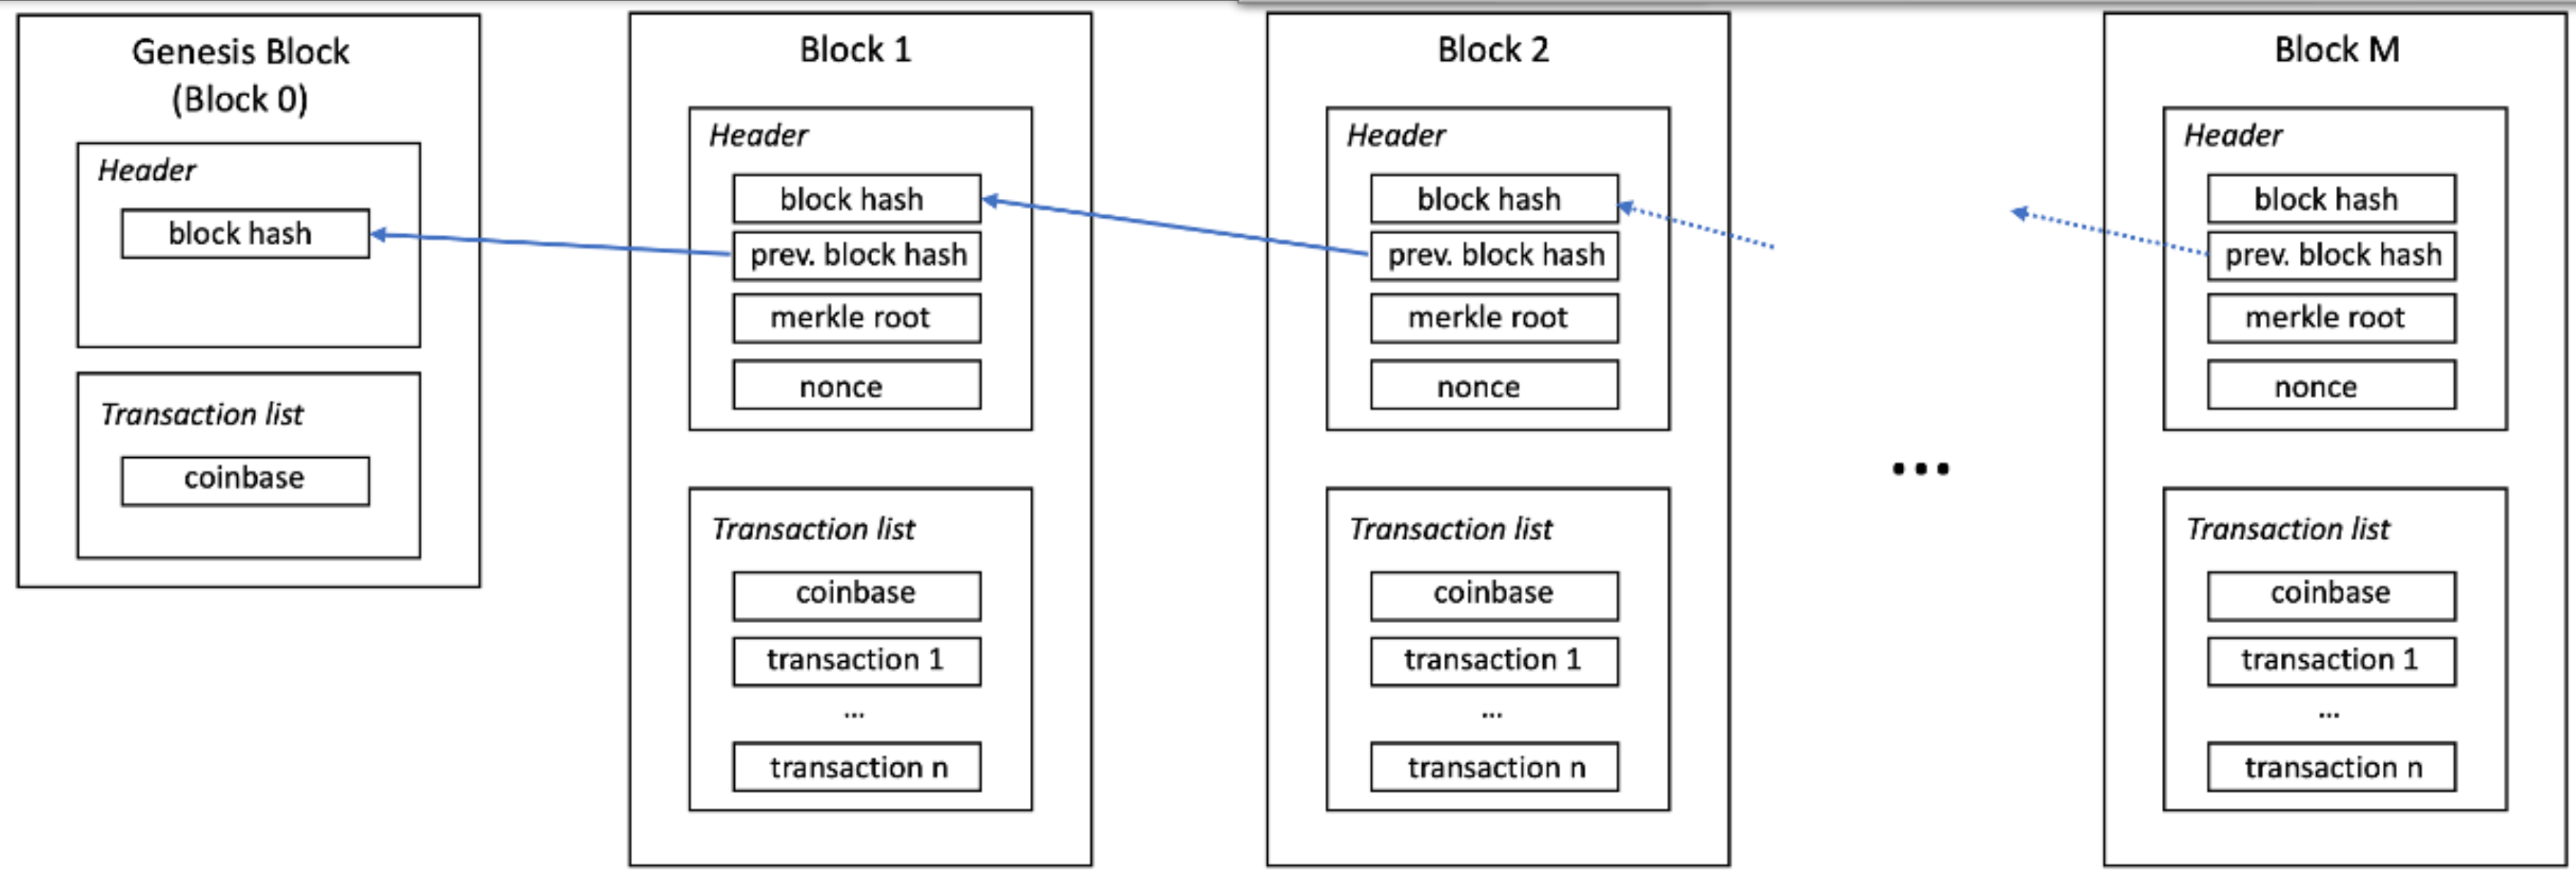 Genesis Block
(Block 0)
Header
block hash
Transaction list
coinbase
Block 1
Header
block hash
prev. block hash
merkle root
nonce
Transaction list
coinbase
transaction 1
...
transaction n
Block 2
Header
block hash
prev. block hash
merkle root
nonce
Transaction list
coinbase
transaction 1
...
transaction n
...
Block M
Header
block hash
prev. block hash
merkle root
nonce
Transaction list
coinbase
transaction 1
...
transaction n